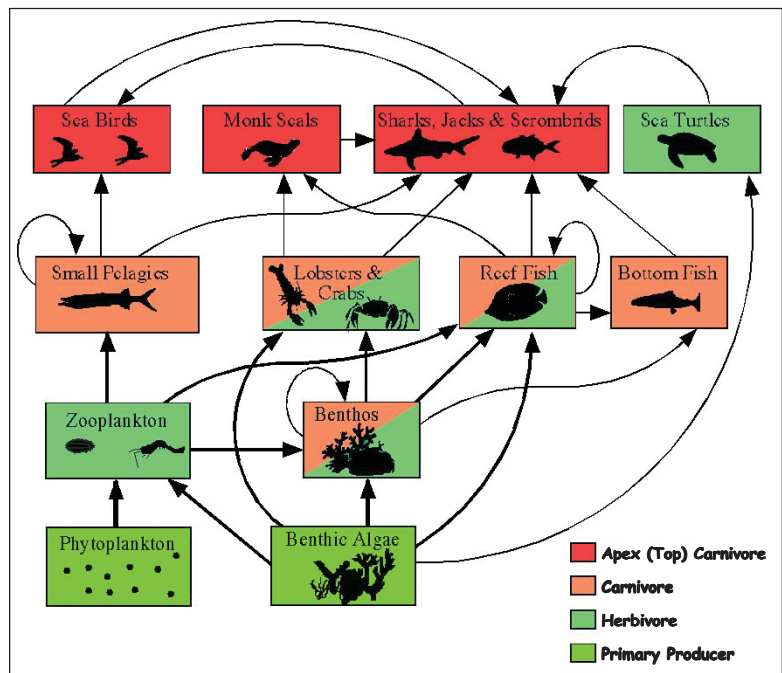 Sea Birds
Monk Seals
Sharks, Jacks & Scrombrids
Sea Turtles
Small Pelagics
Lobsters &
Crabs
Reef Fish
Bottom Fish
Zooplankton
Benthos
Phytoplankton
Benthic Algae
Apex (Top) Carnivore
Carnivore
Herbivore
Primary Producer